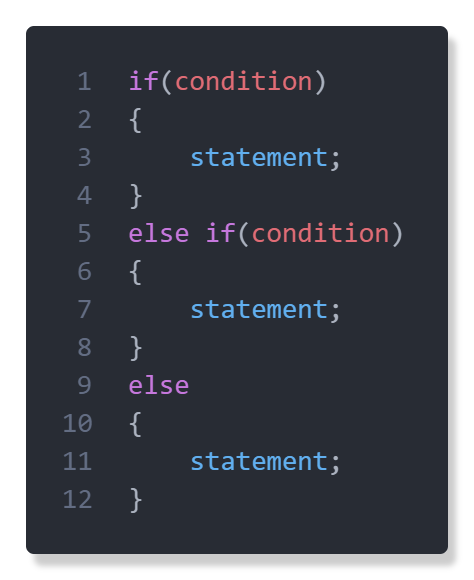 1 if(condition)
2 {
3     statement;
4 }
5 else if(condition)
6 {
7     statement;
8 }
9 else
10 {
11     statement;
12 }